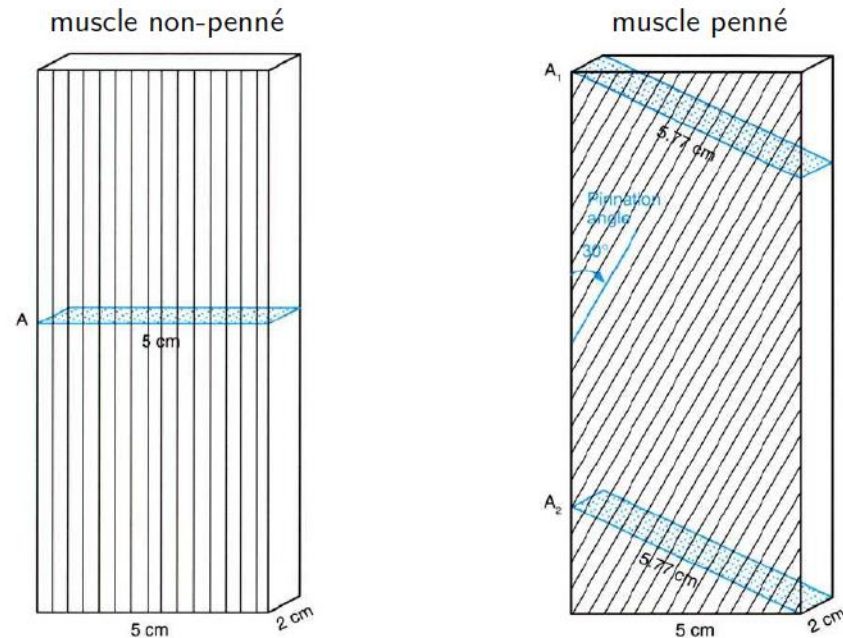 muscle non-penné
A
5 cm
5 cm
2 cm
muscle penné
A₁
5.77 cm
Pinnation
angle
30°
A₂
5.77 cm
5 cm
2 cm